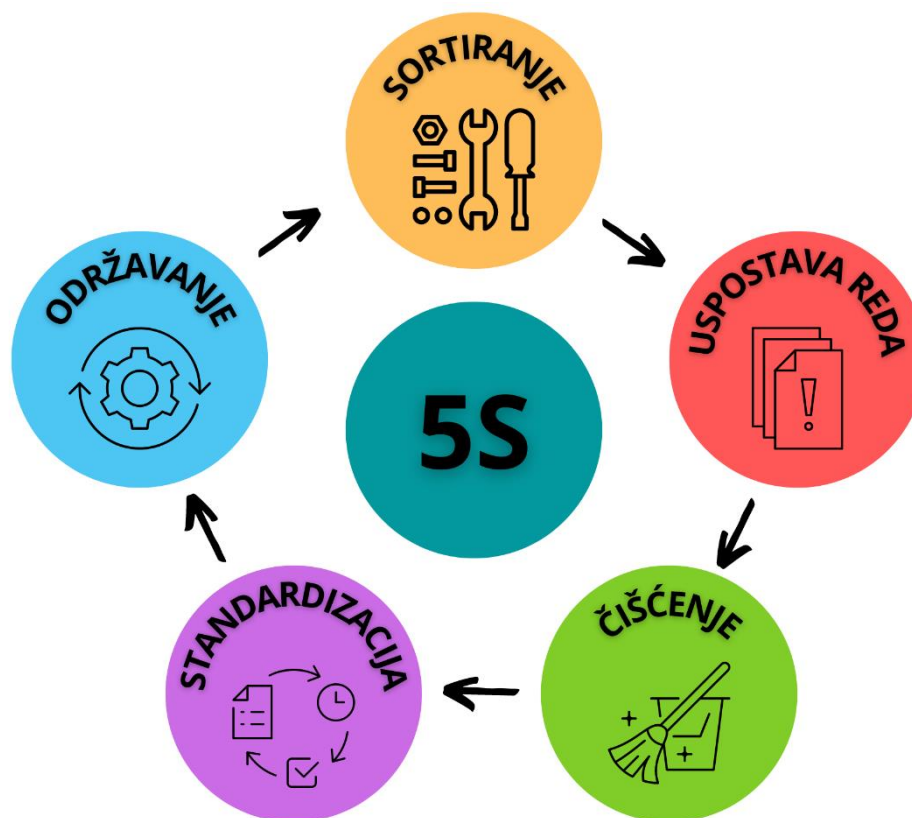 SORTIRANJE
USPOSTAVA REDA
ČIŠĆENJE
STANDARDIZACIJA
ODRŽAVANJE
5S